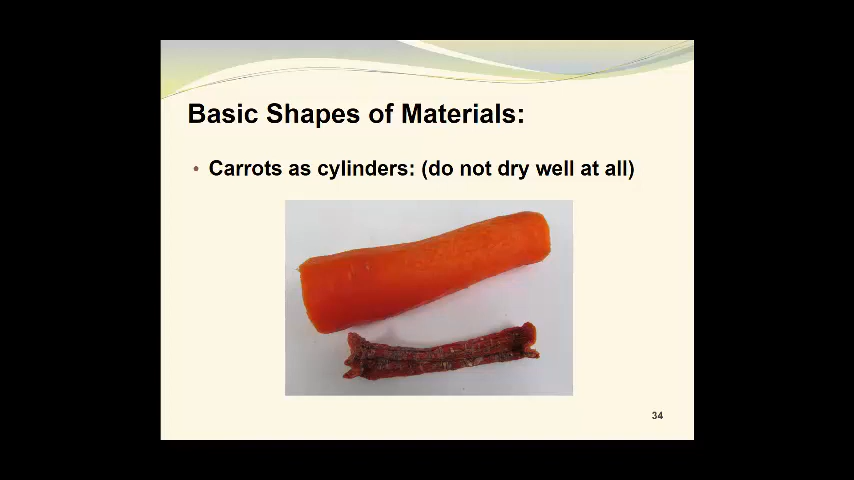 Basic Shapes of Materials:
• Carrots as cylinders: (do not dry well at all)
34